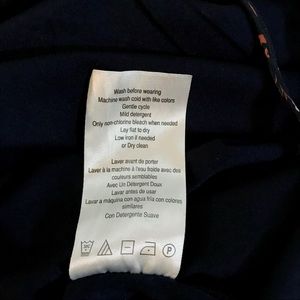 Wash before wearing
Machine wash cold with like colors
Gentle cycle
Mild detergent
Only non-chlorine bleach when needed
Lay flat to dry
Low iron if needed
or Dry clean
Laver avant de porter
Laver à la machine à l'eau froide avec des
couleurs semblables
Avec Un Détergent Doux
Lavar antes de usar
Lavar a máquina con agua fría con colores
similares
Con Detergente Suave
P